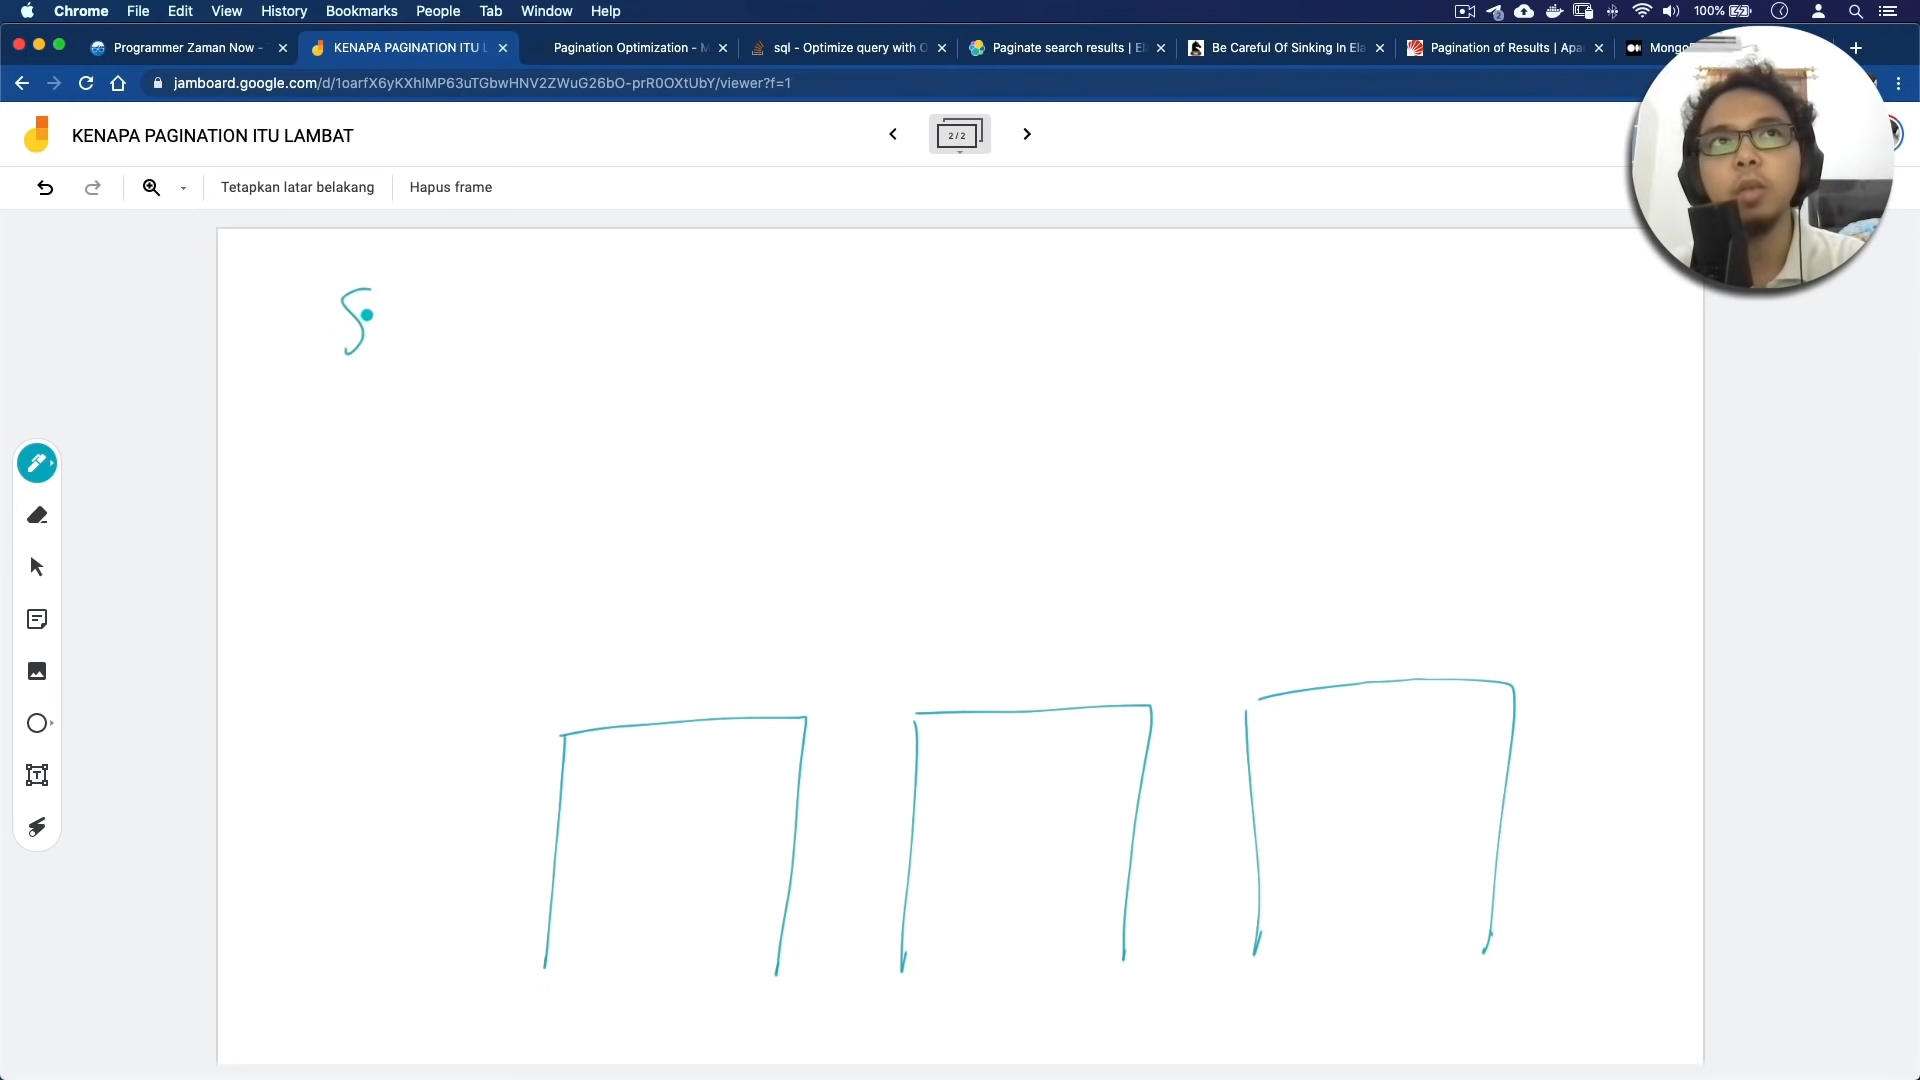 Chrome File Edit View History Bookmarks People Tab Window Help 100%
Programmer Zaman Now - KENAPA PAGINATION ITU L Pagination Optimization - M sql - Optimize query with O Paginate search results | El Be Careful Of Sinking In Ela Pagination of Results | Apa
jamboard.google.com/d/1oarfX6yKXhlMP63uTGbwHNV2ZWuG26bO-prR0OXtUbY/viewer?f=1
KENAPA PAGINATION ITU LAMBAT 2 / 2
Tetapkan latar belakang Hapus frame
S